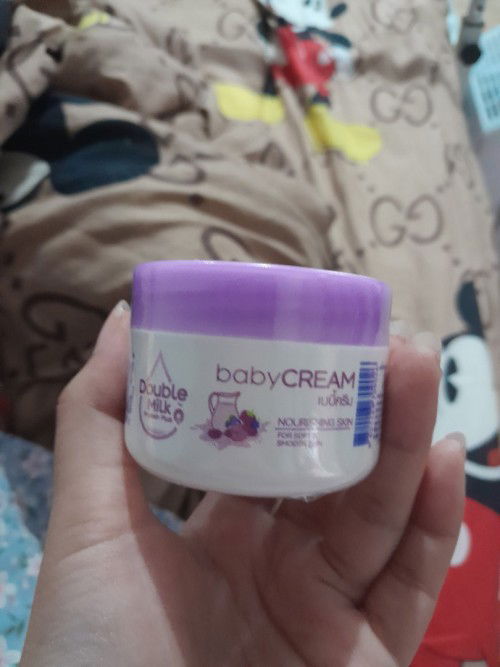 Double
Milk
babyCREAM
เบบี้ครีม
NOURISHING SKIN
FOR SOFT &
SMOOTH SKIN